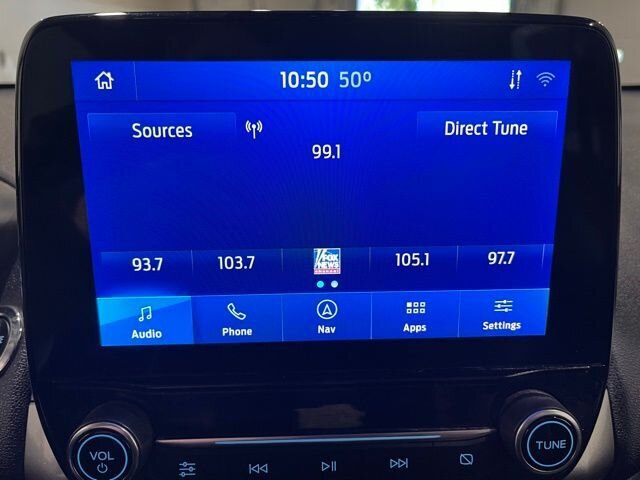 10:50 50°
Sources
Direct Tune
99.1
93.7
103.7
FOX
NEWS
channel
105.1
97.7
Audio
Phone
Nav
Apps
Settings
VOL
TUNE